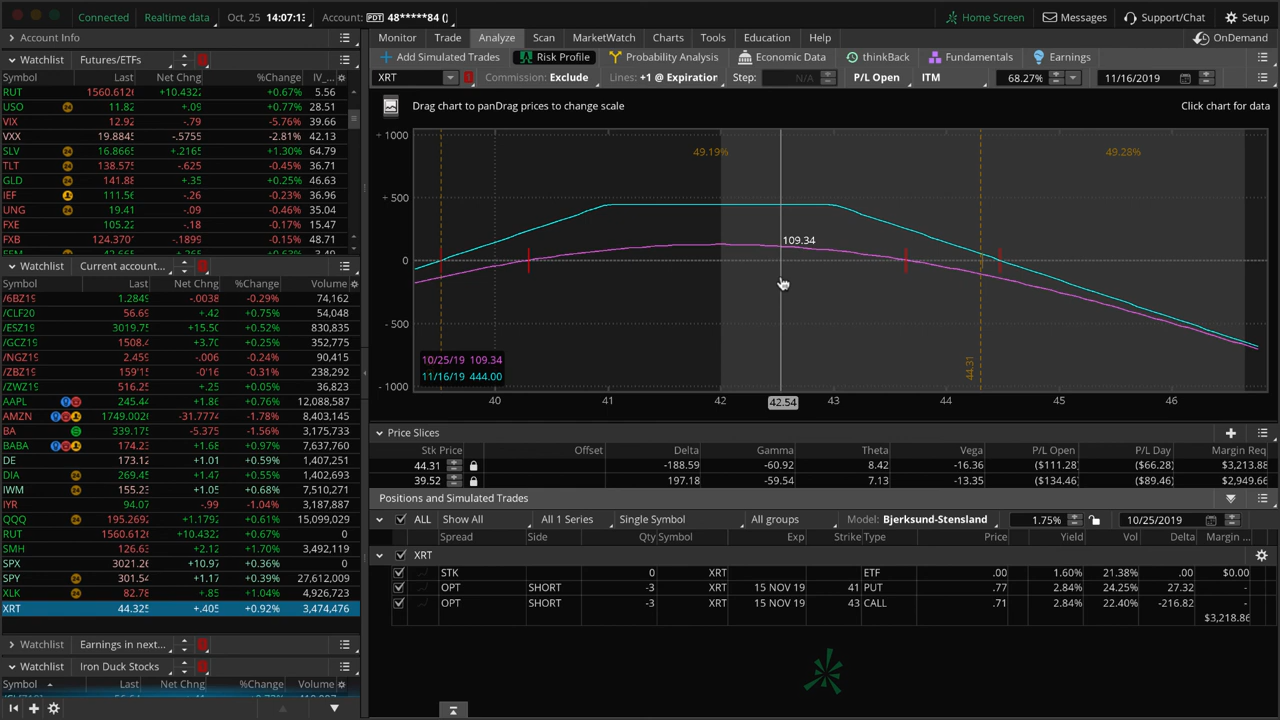 Connected Realtime data Oct, 25 14:07:13 Account: PDT 48*****84 () Home Screen Messages Support/Chat Setup
Account Info
Monitor Trade Analyze Scan MarketWatch Charts Tools Education Help OnDemand
Watchlist Futures/ETFs
Add Simulated Trades Risk Profile Probability Analysis Economic Data thinkBack Fundamentals Earnings
Symbol Last Net Chng %Change IV_
XRT Commission: Exclude Lines: +1 @ Expiration Step: N/A P/L Open ITM 68.27% 11/16/2019
RUT 1560.6126 +10.4322 +0.67% 5.56
USO 11.82 +.09 +0.77% 28.51
VIX 12.92 -.79 -5.76% 39.66
VXX 19.8845 -.5755 -2.81% 42.13
SLV 16.8665 +.2165 +1.30% 64.79
TLT 138.575 -.625 -0.45% 36.71
GLD 141.88 +.35 +0.25% 46.63
IEF 111.56 -.26 -0.23% 36.96
UNG 19.41 -.09 -0.46% 35.04
FXE 105.22 -.18 -0.17% 15.47
FXB 124.3701 -.1899 -0.15% 48.71
Drag chart to panDrag prices to change scale Click chart for data
+1000
49.19% 49.28%
+500
109.34
0
-500
44.31
10/25/19 109.34
11/16/19 444.00
-1000
40 41 42 42.54 43 44 45 46
Watchlist Current account...
Symbol Last Net Chng %Change Volume
/6BZ19 1.2849 -.0038 -0.29% 74,162
/CLF20 56.69 +.42 +0.75% 54,048
/ESZ19 3019.75 +15.50 +0.52% 830,835
/GCZ19 1508.4 +3.7 0.00% 352,775
/NGZ19 2.459 -.006 -0.24% 90,415
/ZBZ19 159'15 -0'16 -0.31% 288,292
/ZWZ19 516.25 +.25 +0.05% 36,823
AAPL 245.44 +1.86 +0.76% 12,088,587
AMZN 1749.0026 -31.7774 -1.78% 8,403,145
BA 339.175 -5.375 -1.56% 3,175,733
BABA 174.23 +1.68 +0.97% 7,637,760
DE 173.12 +1.01 +0.59% 1,407,251
DIA 269.45 +1.47 +0.55% 1,402,693
IWM 155.23 +1.05 +0.68% 7,510,271
IYR 94.07 -.99 -1.04% 3,187,887
QQQ 195.2692 +1.1792 +0.61% 15,099,029
RUT 1560.6126 +10.4322 +0.67% 0
SMH 126.63 +2.12 +1.70% 3,492,119
SPX 3021.26 +10.97 +0.36% 0
SPY 301.54 +1.17 +0.39% 27,612,009
XLK 82.78 +.85 +1.04% 4,926,723
XRT 44.325 +.405 +0.92% 3,474,476
Price Slices
Stk Price Offset Delta Gamma Theta Vega P/L Open P/L Day Margin Req
44.31 -188.59 -60.92 8.42 -16.36 ($111.28) ($66.28) $3,213.88
39.52 197.18 -59.54 7.13 -13.35 ($134.46) ($89.46) $2,949.66
Positions and Simulated Trades
ALL Show All All 1 Series Single Symbol All groups Model: Bjerksund-Stensland 1.75% 10/25/2019
Spread Side Qty Symbol Exp Strike Type Price Yield Vol Delta Margin ...
XRT
STK 0 XRT ETF .00 1.60% 21.38% .00 $0.00
OPT SHORT -3 XRT 15 NOV 19 41 PUT .77 2.84% 24.25% 27.32 -
OPT SHORT -3 XRT 15 NOV 19 43 CALL .71 2.84% 22.40% -216.82 -
$3,218.86
Watchlist Earnings in next...
Watchlist Iron Duck Stocks
Symbol Last Net Chng %Change Volume